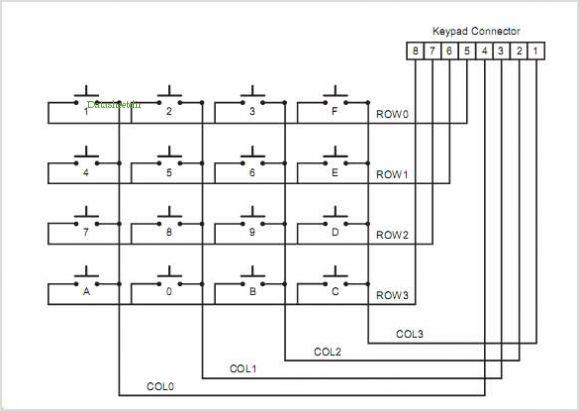 Keypad Connector
8 7 6 5 4 3 2 1
1 2 3 F
ROW0
4 5 6 E
ROW1
7 8 9 D
ROW2
A 0 B C
ROW3
COL3
COL2
COL1
COL0